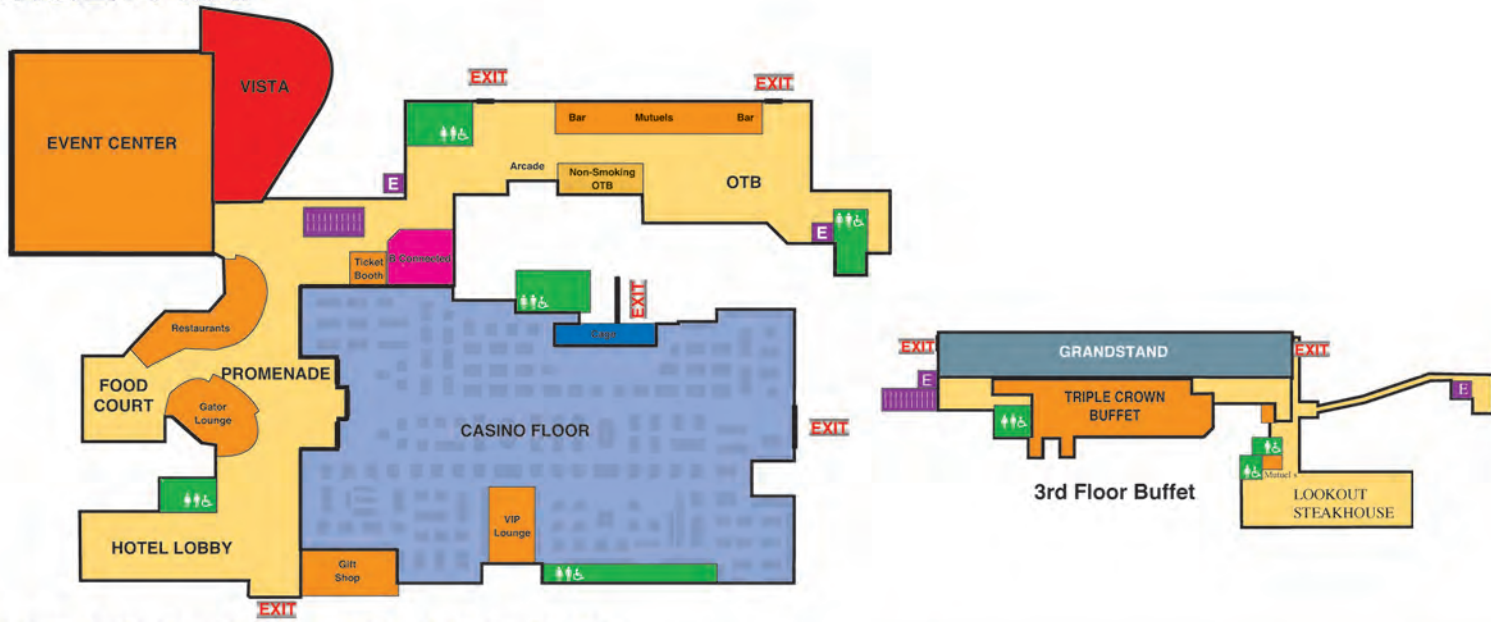 VISTA
EVENT CENTER
EXIT
EXIT
Bar
Mutuels
Bar
Arcade
Non-Smoking
OTB
OTB
E
E
Ticket
Booth
B Connected
EXIT
Cage
Restaurants
PROMENADE
FOOD
COURT
Gator
Lounge
CASINO FLOOR
EXIT
VIP
Lounge
HOTEL LOBBY
Gift
Shop
EXIT
EXIT
GRANDSTAND
EXIT
E
E
TRIPLE CROWN
BUFFET
3rd Floor Buffet
Mutuel s
LOOKOUT
STEAKHOUSE